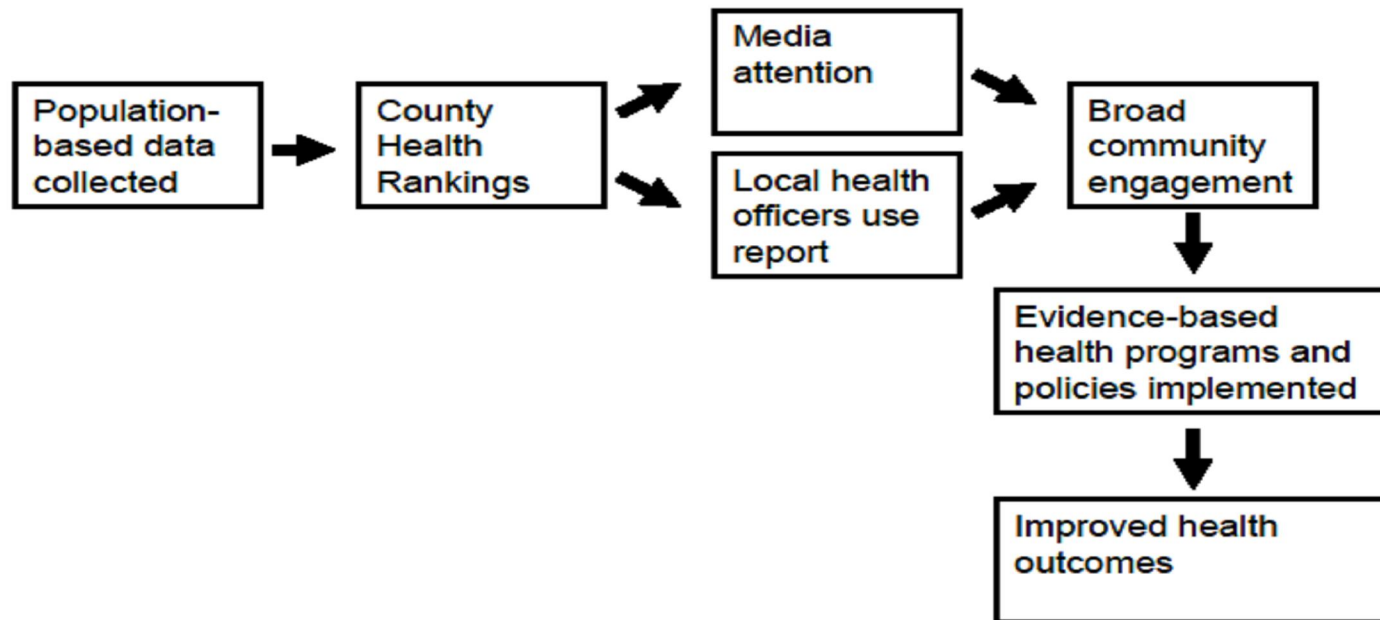 Population-
based data
collected
County
Health
Rankings
Media
attention
Local health
officers use
report
Broad
community
engagement
Evidence-based
health programs and
policies implemented
Improved health
outcomes